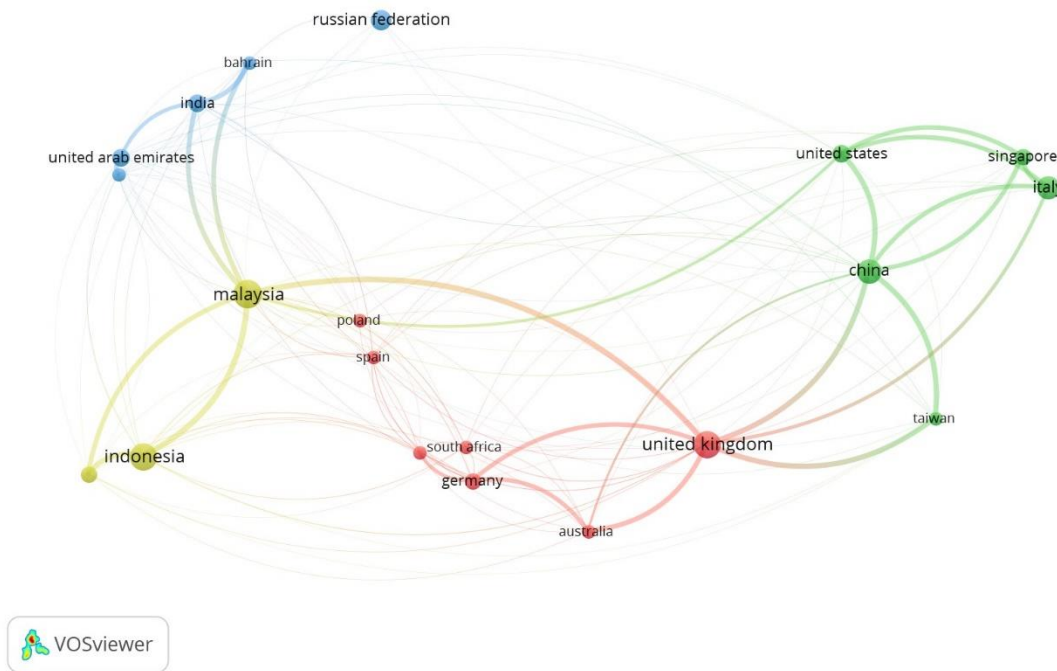 russian federation
bahrain
india
united arab emirates
united states
singapore
italy
china
malaysia
poland
spain
taiwan
united kingdom
south africa
indonesia
germany
australia
VOSviewer